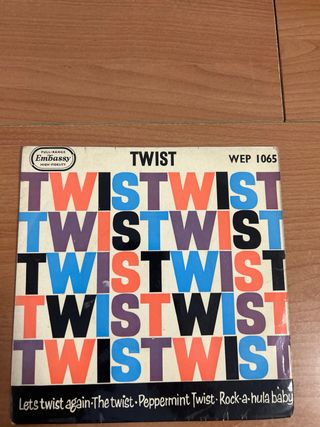 FULL-RANGE
Embassy
HIGH-FIDELITY
TWIST
WEP 1065
TWISTTWIST
TWISTTWIST
TWISTTWIST
TWISTTWIST
TWISTTWIST
Lets twist again·The twist·Peppermint Twist·Rock-a-hula baby